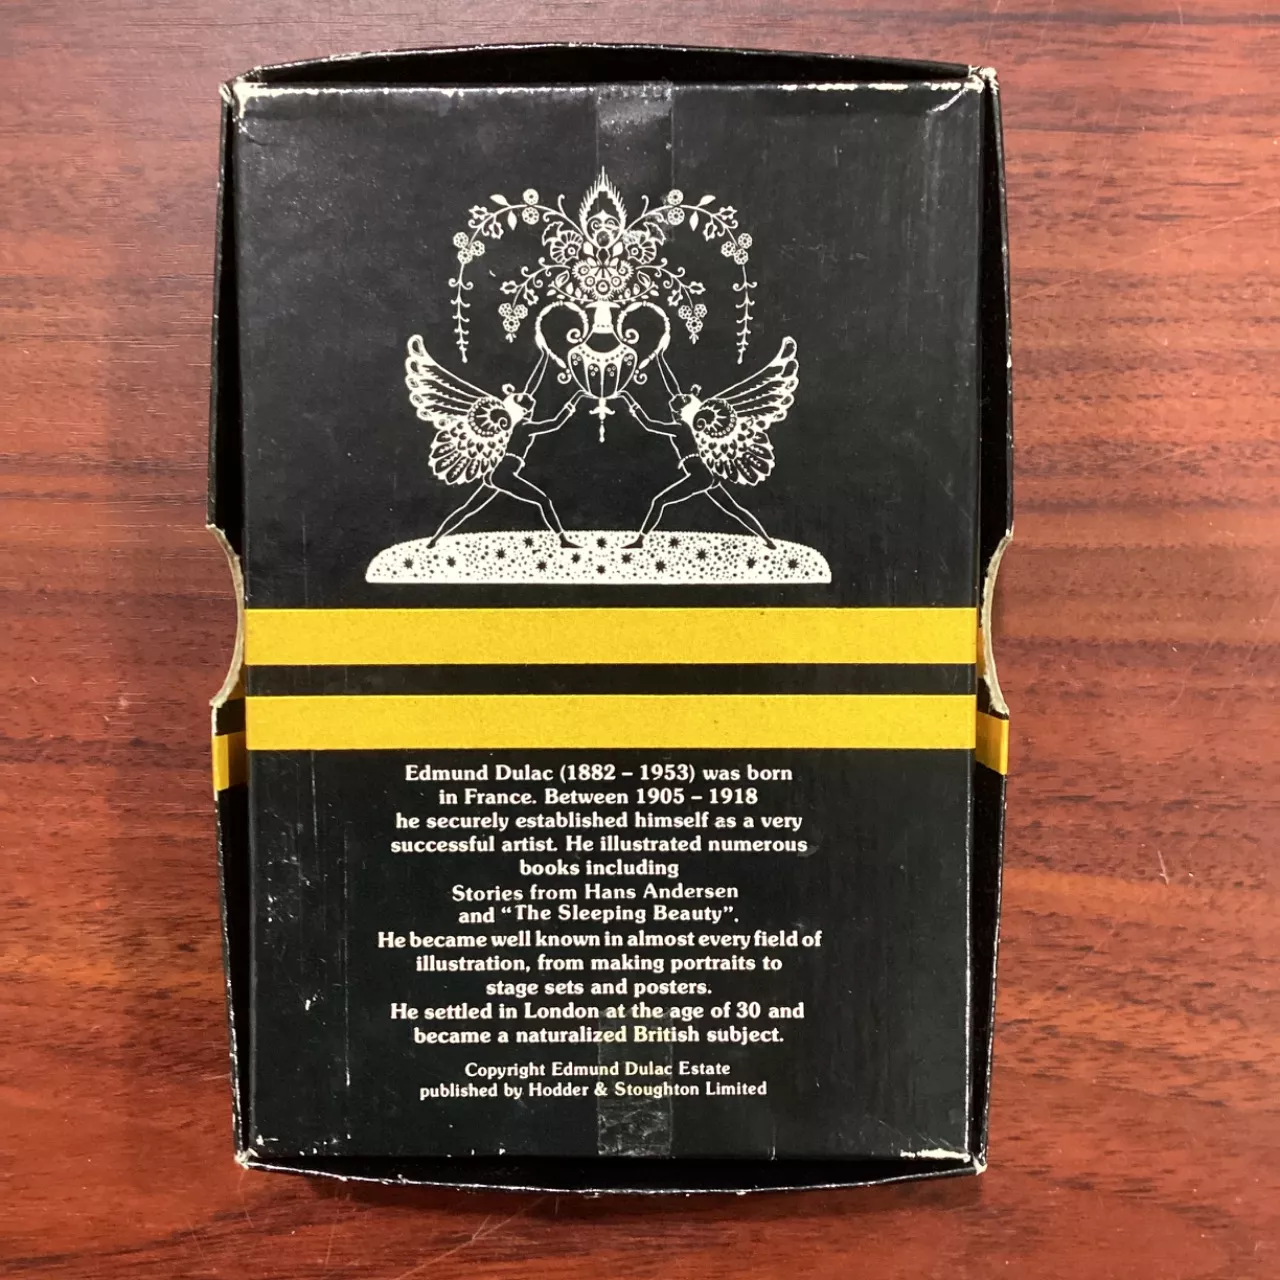 Edmund Dulac (1882 – 1953) was born
in France. Between 1905 – 1918
he securely established himself as a very
successful artist. He illustrated numerous
books including
Stories from Hans Andersen
and “The Sleeping Beauty”.
He became well known in almost every field of
illustration, from making portraits to
stage sets and posters.
He settled in London at the age of 30 and
became a naturalized British subject.
Copyright Edmund Dulac Estate
published by Hodder & Stoughton Limited